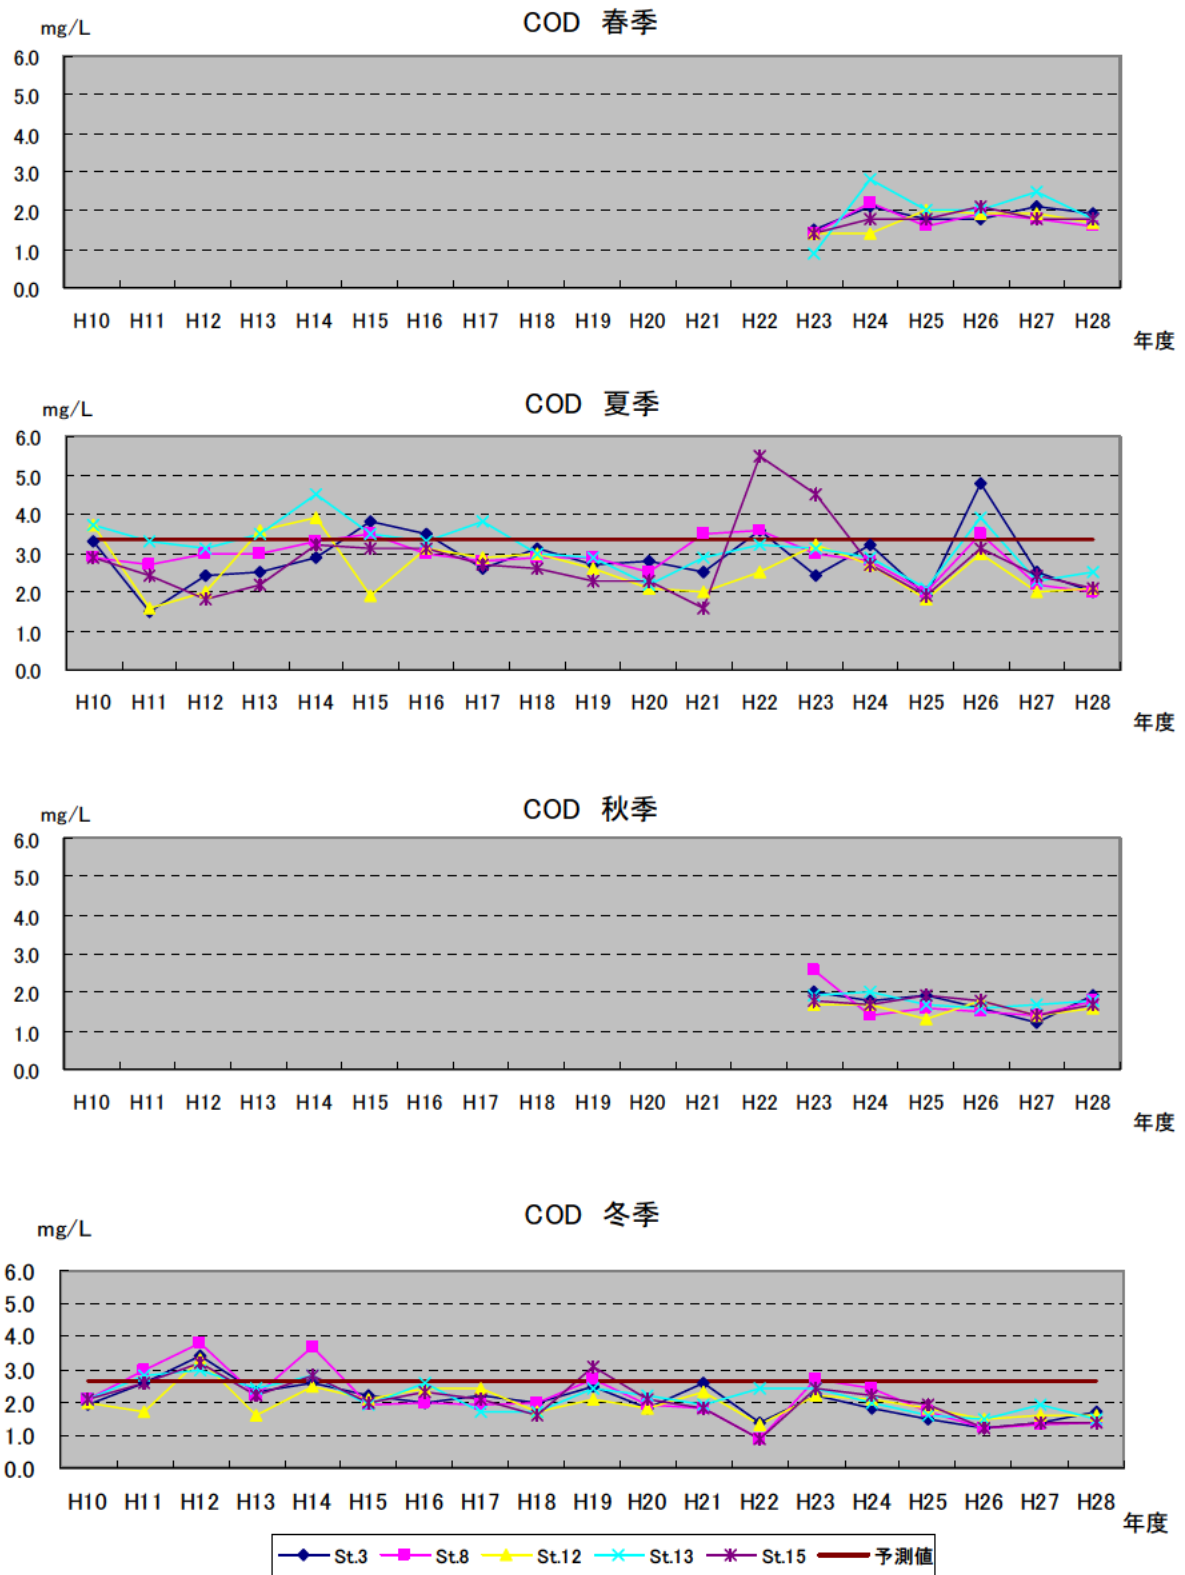 COD 春季
mg/L
6.0
5.0
4.0
3.0
2.0
1.0
0.0
H10 H11 H12 H13 H14 H15 H16 H17 H18 H19 H20 H21 H22 H23 H24 H25 H26 H27 H28
年度
COD 夏季
mg/L
6.0
5.0
4.0
3.0
2.0
1.0
0.0
H10 H11 H12 H13 H14 H15 H16 H17 H18 H19 H20 H21 H22 H23 H24 H25 H26 H27 H28
年度
COD 秋季
mg/L
6.0
5.0
4.0
3.0
2.0
1.0
0.0
H10 H11 H12 H13 H14 H15 H16 H17 H18 H19 H20 H21 H22 H23 H24 H25 H26 H27 H28
年度
COD 冬季
mg/L
6.0
5.0
4.0
3.0
2.0
1.0
0.0
H10 H11 H12 H13 H14 H15 H16 H17 H18 H19 H20 H21 H22 H23 H24 H25 H26 H27 H28
年度
St.3 St.8 St.12 St.13 St.15 予測値